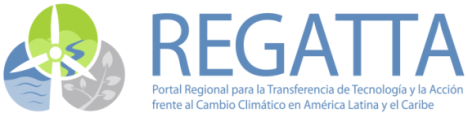 REGATTA
Portal Regional para la Transferencia de Tecnología y la Acción
frente al Cambio Climático en América Latina y el Caribe